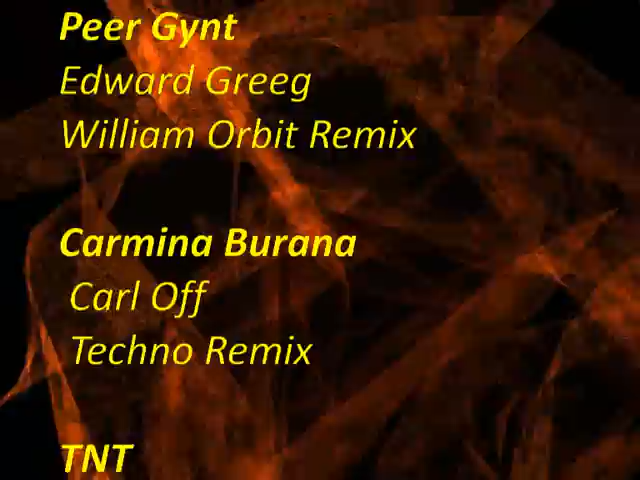 Peer Gynt
Edward Greeg
William Orbit Remix
Carmina Burana
Carl Off
Techno Remix
TNT